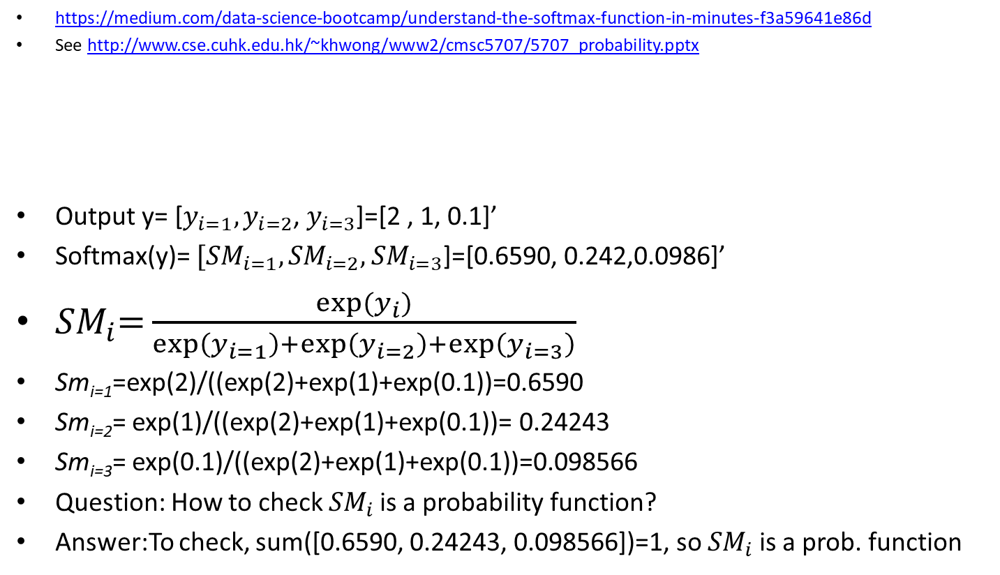 • https://medium.com/data-science-bootcamp/understand-the-softmax-function-in-minutes-f3a59641e86d
• See http://www.cse.cuhk.edu.hk/~khwong/www2/cmsc5707/5707_probability.pptx
• Output y= [y_{i=1}, y_{i=2}, y_{i=3}]=[2 , 1, 0.1]’
• Softmax(y)= [SM_{i=1}, SM_{i=2}, SM_{i=3}]=[0.6590, 0.242,0.0986]’
• SM_i= \frac{exp(y_i)}{exp(y_{i=1})+exp(y_{i=2})+exp(y_{i=3})}
• Sm_{i=1}=exp(2)/((exp(2)+exp(1)+exp(0.1))=0.6590
• Sm_{i=2}= exp(1)/((exp(2)+exp(1)+exp(0.1))= 0.24243
• Sm_{i=3}= exp(0.1)/((exp(2)+exp(1)+exp(0.1))=0.098566
• Question: How to check SM_i is a probability function?
• Answer:To check, sum([0.6590, 0.24243, 0.098566])=1, so SM_i is a prob. function